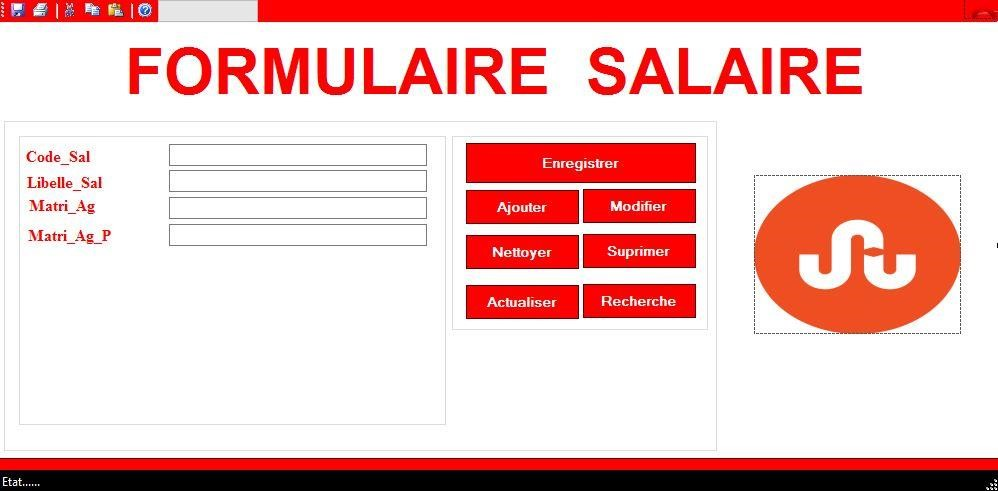 FORMULAIRE SALAIRE
Code_Sal
Libelle_Sal
Matri_Ag
Matri_Ag_P
Enregistrer
Ajouter
Modifier
Nettoyer
Suprimer
Actualiser
Recherche
Etat......